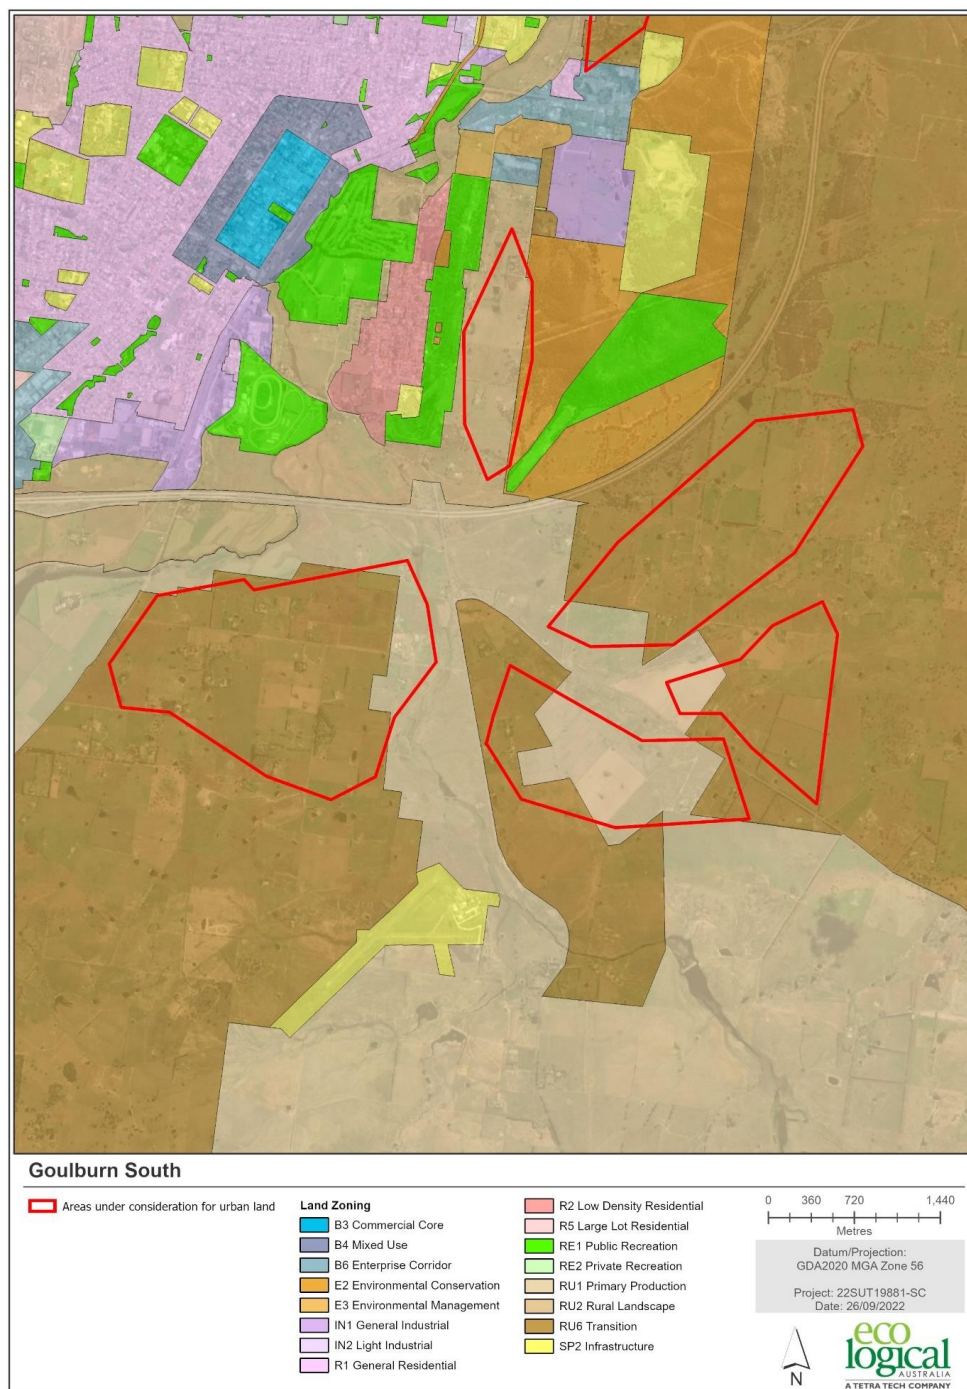 Goulburn South
Areas under consideration for urban land
Land Zoning
B3 Commercial Core
B4 Mixed Use
B6 Enterprise Corridor
E2 Environmental Conservation
E3 Environmental Management
IN1 General Industrial
IN2 Light Industrial
R1 General Residential
R2 Low Density Residential
R5 Large Lot Residential
RE1 Public Recreation
RE2 Private Recreation
RU1 Primary Production
RU2 Rural Landscape
RU6 Transition
SP2 Infrastructure
0 360 720 1,440
Metres
Datum/Projection:
GDA2020 MGA Zone 56
Project: 22SUT19881-SC
Date: 26/09/2022
N
eco
logical
AUSTRALIA
A TETRA TECH COMPANY